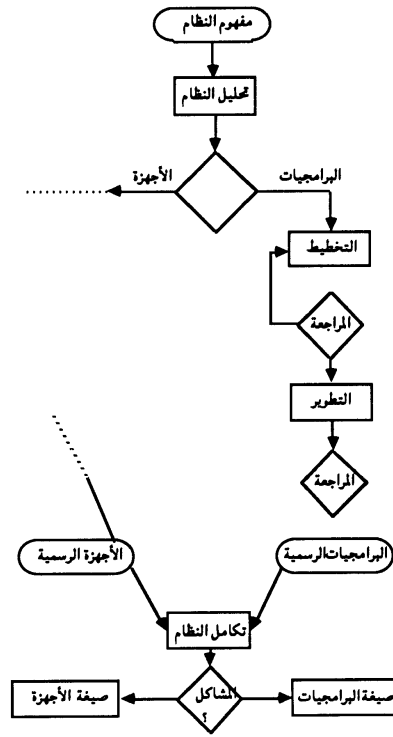 مفهوم النظام
تحليل النظام
البرامجيات
الأجهزة
التخطيط
المراجعة
التطوير
المراجعة
البرامجيات الرسمية
الأجهزة الرسمية
تكامل النظام
المشاكل
؟
صيغة البرامجيات
صيغة الأجهزة